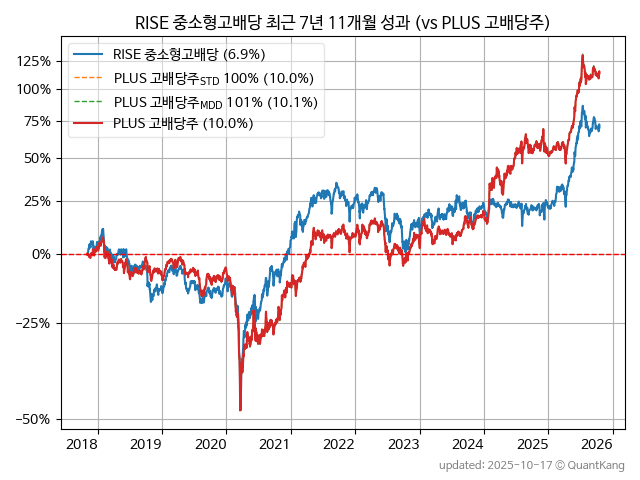 RISE 중소형고배당 최근 7년 11개월 성과 (vs PLUS 고배당주)
RISE 중소형고배당 (6.9%)
PLUS 고배당주STD 100% (10.0%)
PLUS 고배당주MDD 101% (10.1%)
PLUS 고배당주 (10.0%)
125%
100%
75%
50%
25%
0%
−25%
−50%
2018 2019 2020 2021 2022 2023 2024 2025 2026
updated: 2025-10-17 © QuantKang